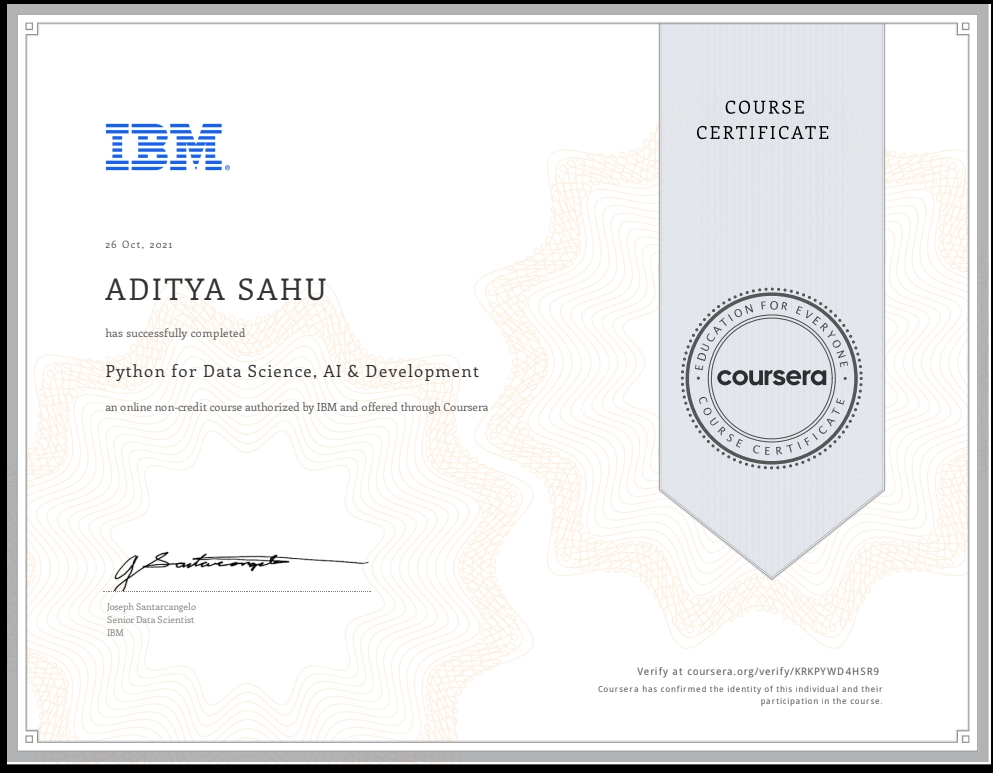 IBM®
26 Oct, 2021
ADITYA SAHU
has successfully completed
Python for Data Science, AI & Development
an online non-credit course authorized by IBM and offered through Coursera
J Santarcangelo
Joseph Santarcangelo
Senior Data Scientist
IBM
COURSE
CERTIFICATE
EDUCATION FOR EVERYONE
coursera
COURSE CERTIFICATE
Verify at coursera.org/verify/KRKPYWD4HSR9
Coursera has confirmed the identity of this individual and their
participation in the course.